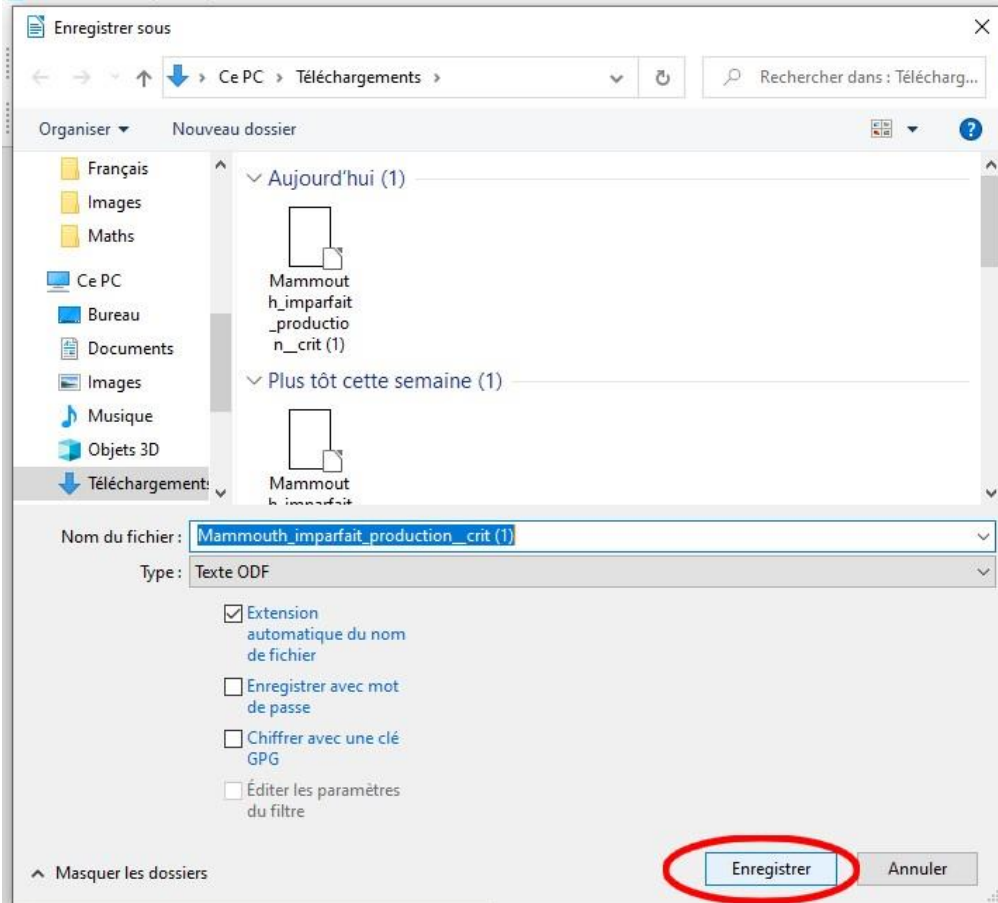 Enregistrer sous
Ce PC > Téléchargements >
Rechercher dans : Télécharg...
Organiser
Nouveau dossier
Français
Images
Maths
Ce PC
Bureau
Documents
Images
Musique
Objets 3D
Téléchargements
Aujourd'hui (1)
Mammout
h_imparfait
_productio
n__crit (1)
Plus tôt cette semaine (1)
Mammout
h_imparfait
Nom du fichier :
Mammouth_imparfait_production__crit (1)
Type :
Texte ODF
Extension
automatique du nom
de fichier
Enregistrer avec mot
de passe
Chiffrer avec une clé
GPG
Éditer les paramètres
du filtre
Masquer les dossiers
Enregistrer
Annuler